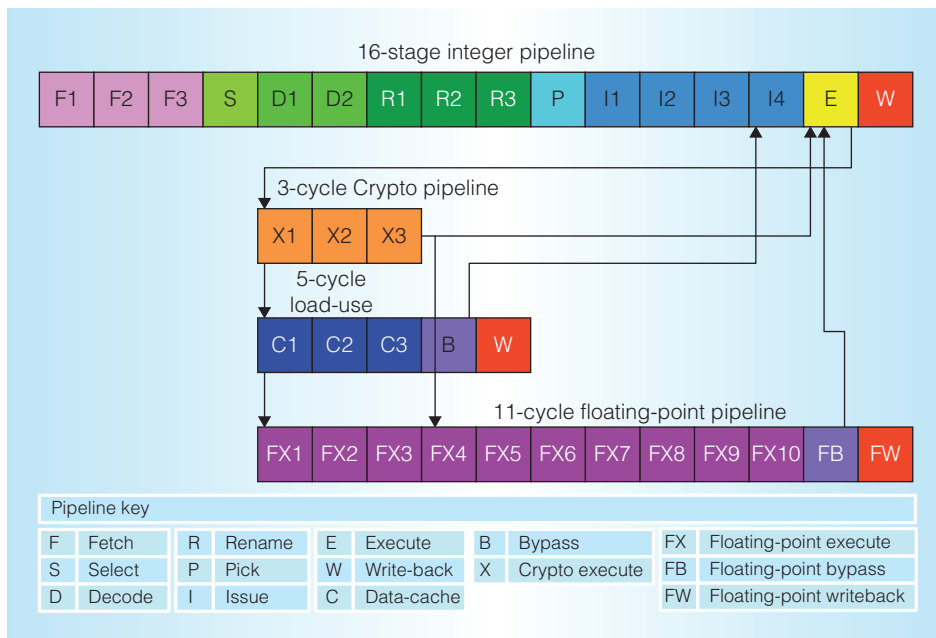 16-stage integer pipeline
F1 F2 F3 S D1 D2 R1 R2 R3 P I1 I2 I3 I4 E W
3-cycle Crypto pipeline
X1 X2 X3
5-cycle
load-use
C1 C2 C3 B W
11-cycle floating-point pipeline
FX1 FX2 FX3 FX4 FX5 FX6 FX7 FX8 FX9 FX10 FB FW
Pipeline key
F Fetch R Rename E Execute B Bypass FX Floating-point execute
S Select P Pick W Write-back X Crypto execute FB Floating-point bypass
D Decode I Issue C Data-cache FW Floating-point writeback